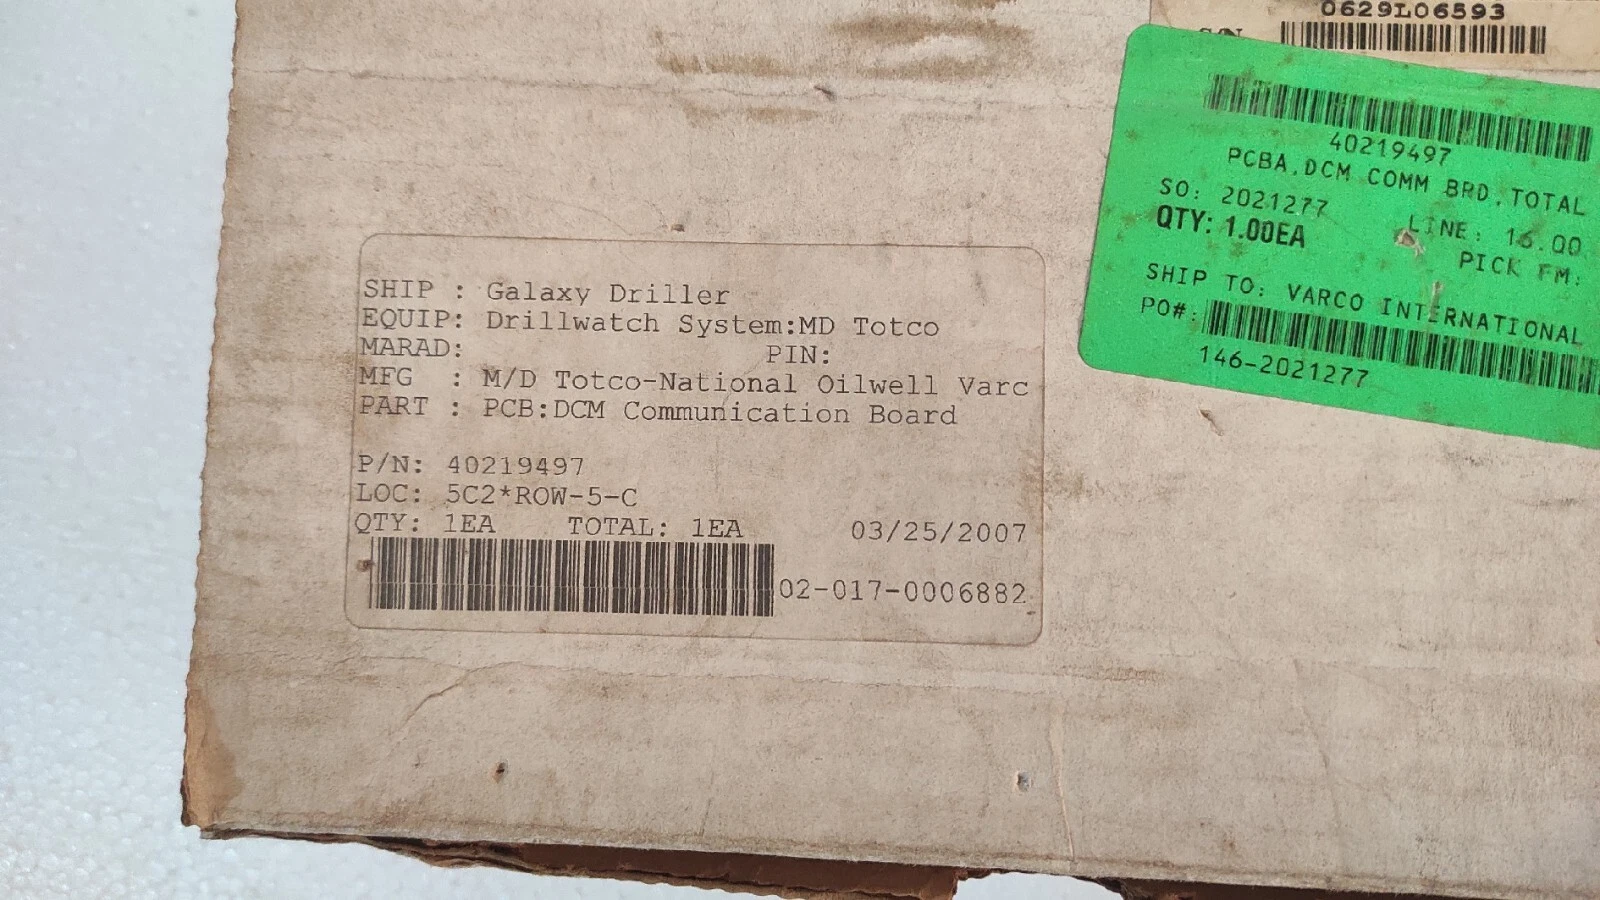 0629L06593
S/N
40219497
PCBA,DCM COMM BRD,TOTAL
SO: 2021277 LINE: 16.00
QTY: 1.00EA PICK FM:
SHIP TO: VARCO INTERNATIONAL
PO#:
146-2021277
SHIP : Galaxy Driller
EQUIP: Drillwatch System:MD Totco
MARAD: PIN:
MFG : M/D Totco-National Oilwell Varc
PART : PCB:DCM Communication Board
P/N: 40219497
LOC: 5C2*ROW-5-C
QTY: 1EA TOTAL: 1EA 03/25/2007
02-017-0006882